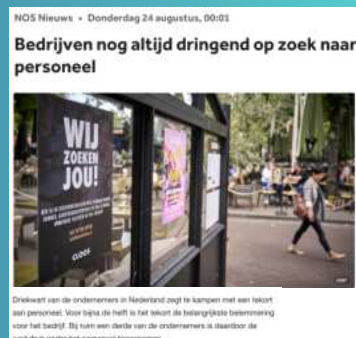 NOS Nieuws • Donderdag 24 augustus, 00:01
Bedrijven nog altijd dringend op zoek naar
personeel
WIJ
ZOEKEN
JOU!
CLOOS
Driekwart van de ondernemers in Nederland zegt te kampen met een tekort
aan personeel. Voor bijna de helft is het tekort de belangrijkste belemmering
voor het bedrijf. Bij ruim een derde van de ondernemers is daardoor de